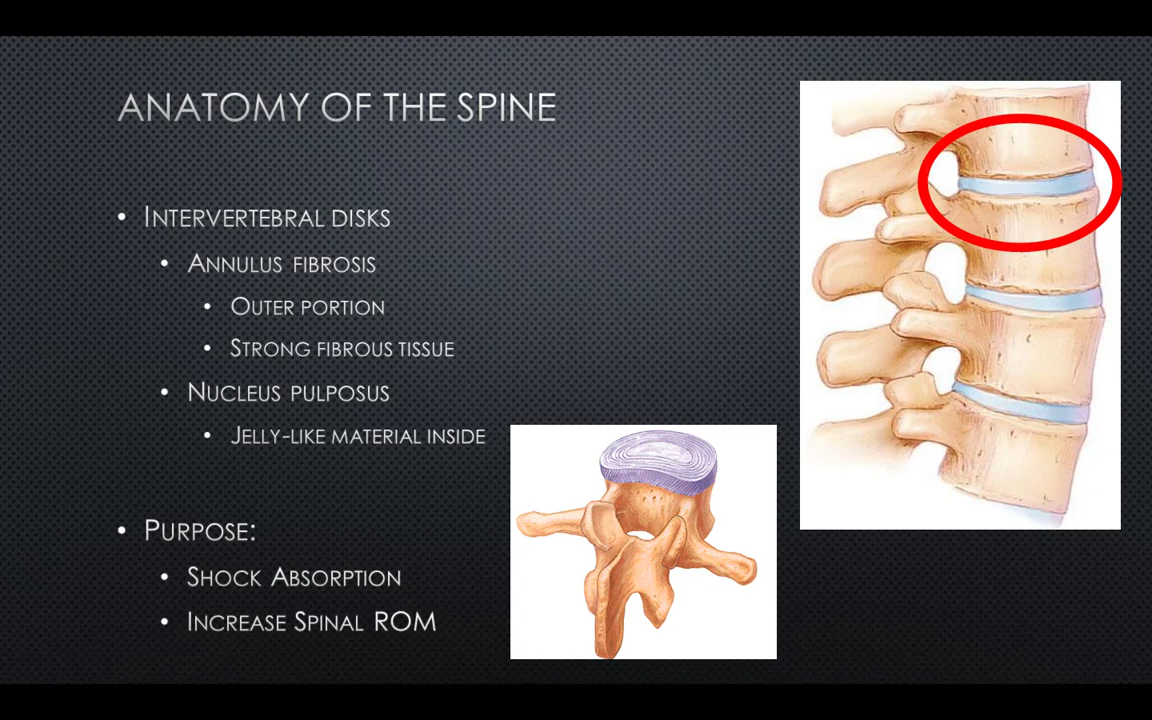 ANATOMY OF THE SPINE
• INTERVERTEBRAL DISKS
• ANNULUS FIBROSIS
• OUTER PORTION
• STRONG FIBROUS TISSUE
• NUCLEUS PULPOSUS
• JELLY-LIKE MATERIAL INSIDE
• PURPOSE:
• SHOCK ABSORPTION
• INCREASE SPINAL ROM